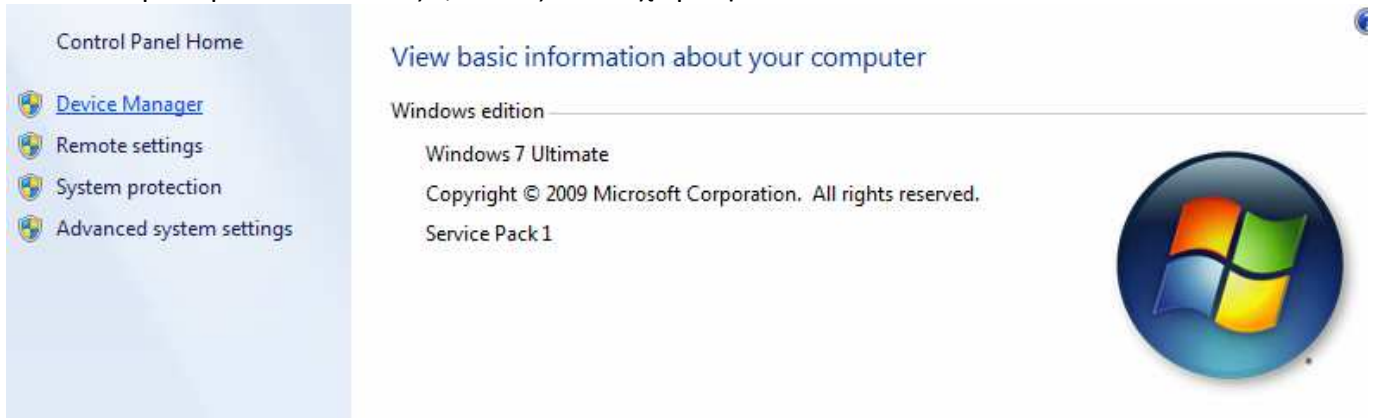 Control Panel Home
Device Manager
Remote settings
System protection
Advanced system settings
View basic information about your computer
Windows edition
Windows 7 Ultimate
Copyright © 2009 Microsoft Corporation. All rights reserved.
Service Pack 1